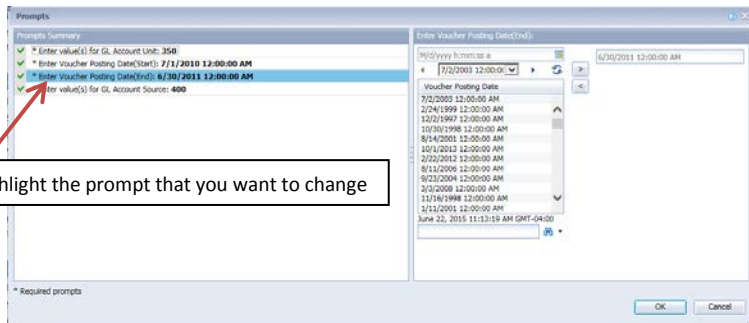 Prompts
Prompts Summary
* Enter value(s) for GL Account Unit: 350
* Enter Voucher Posting Date(Start): 7/1/2010 12:00:00 AM
* Enter Voucher Posting Date(End): 6/30/2011 12:00:00 AM
ter value(s) for GL Account Source: 400
hlight the prompt that you want to change
* Required prompts
Enter Voucher Posting Date(End):
M/d/yyyy h:mm:ss a
7/2/2003 12:00:0
Voucher Posting Date
7/2/2003 12:00:00 AM
2/24/1999 12:00:00 AM
12/2/1997 12:00:00 AM
10/30/1998 12:00:00 AM
8/14/2001 12:00:00 AM
10/1/2013 12:00:00 AM
2/22/2012 12:00:00 AM
8/11/2006 12:00:00 AM
9/23/2004 12:00:00 AM
3/3/2008 12:00:00 AM
11/16/1998 12:00:00 AM
1/11/2001 12:00:00 AM
June 22, 2015 11:13:19 AM GMT-04:00
>
<
6/30/2011 12:00:00 AM
OK
Cancel